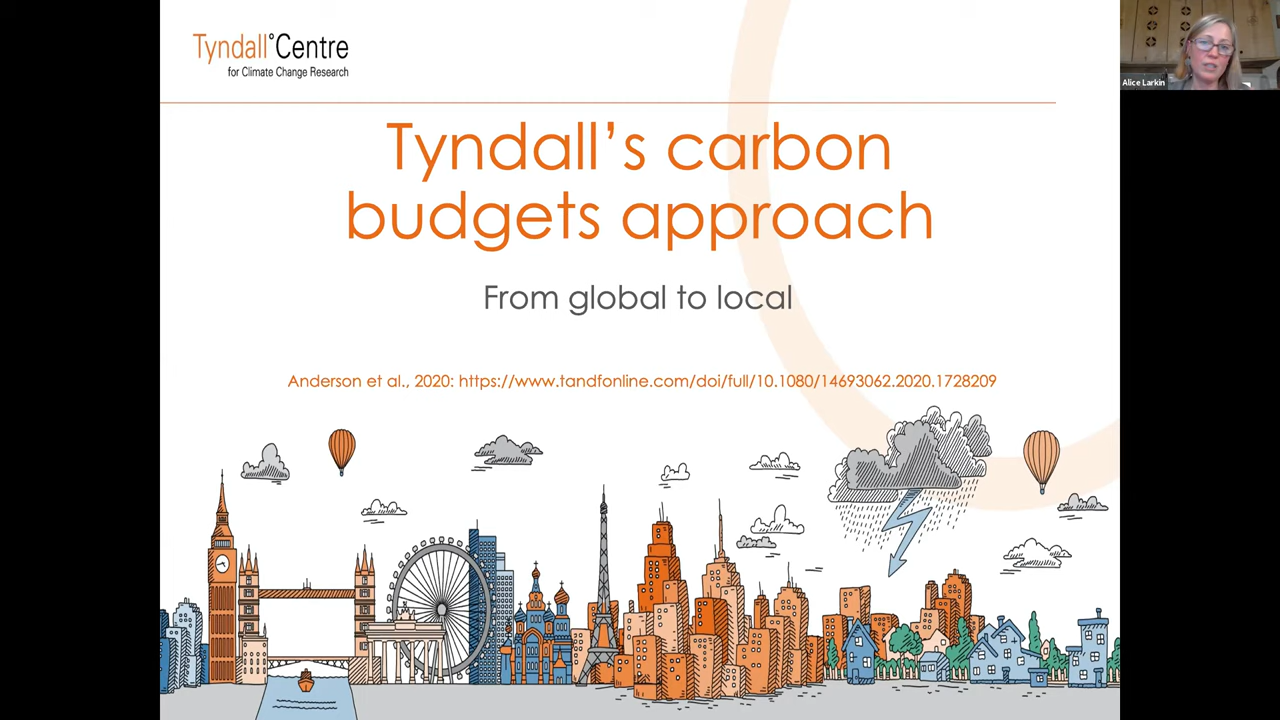 Tyndall°Centre
for Climate Change Research
Alice Larkin
Tyndall’s carbon
budgets approach
From global to local
Anderson et al., 2020: https://www.tandfonline.com/doi/full/10.1080/14693062.2020.1728209